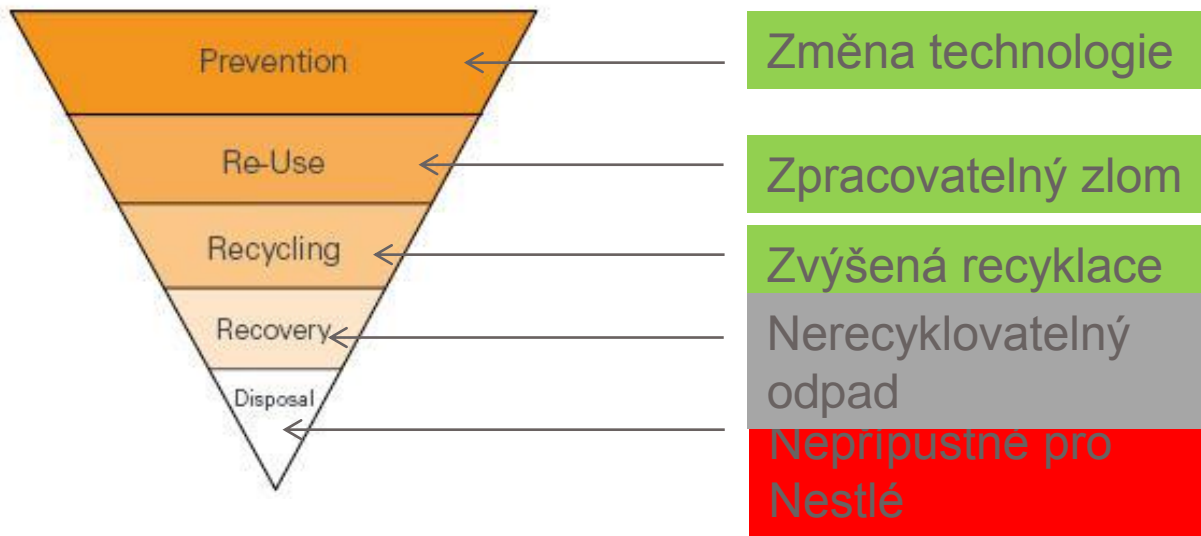 Prevention
Změna technologie
Re-Use
Zpracovatelný zlom
Recycling
Zvýšená recyklace
Recovery
Nerecyklovatelný
odpad
Disposal
Nepřípustné pro
Nestlé